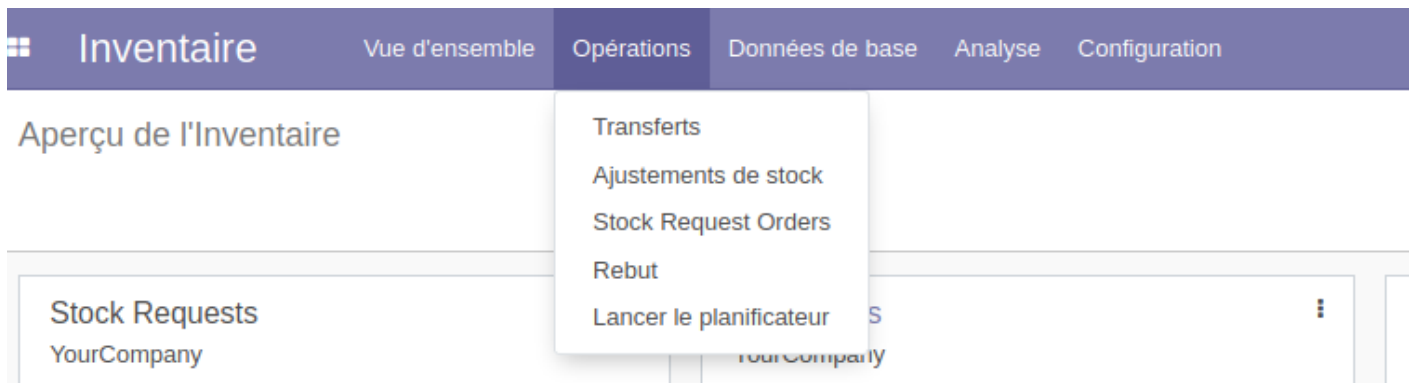 Inventaire Vue d'ensemble Opérations Données de base Analyse Configuration
Aperçu de l'Inventaire
Transferts
Ajustements de stock
Stock Request Orders
Rebut
Lancer le planificateur
Stock Requests
YourCompany
YourCompany